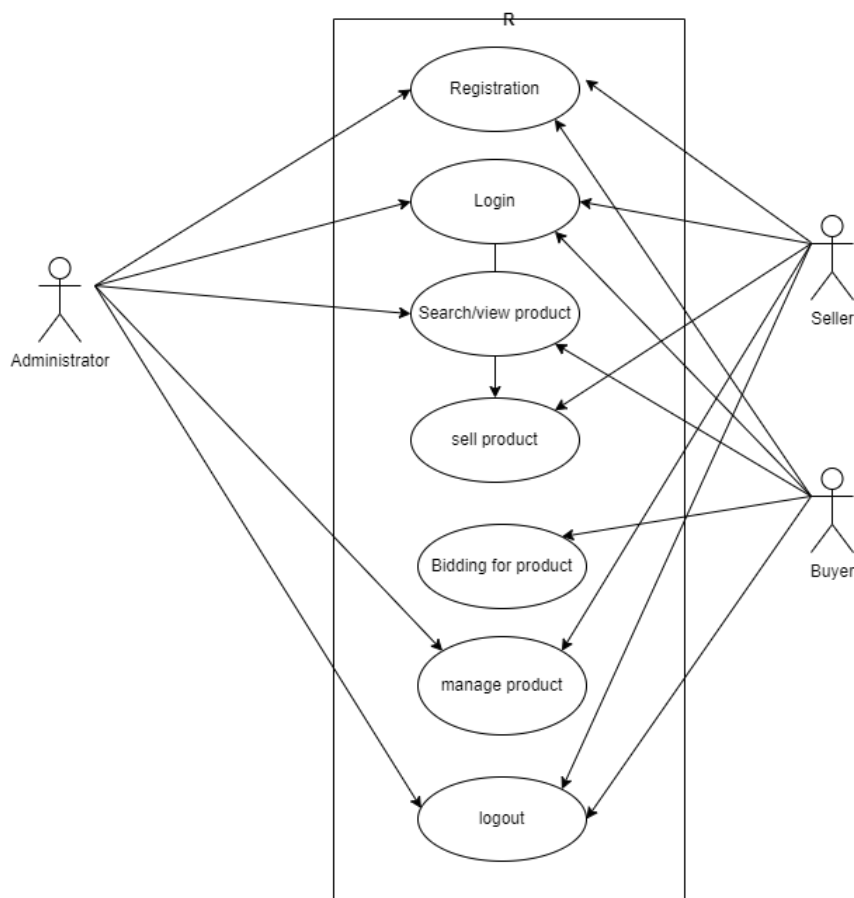 R
Registration
Login
Search/view product
sell product
Bidding for product
manage product
logout
Administrator
Seller
Buyer